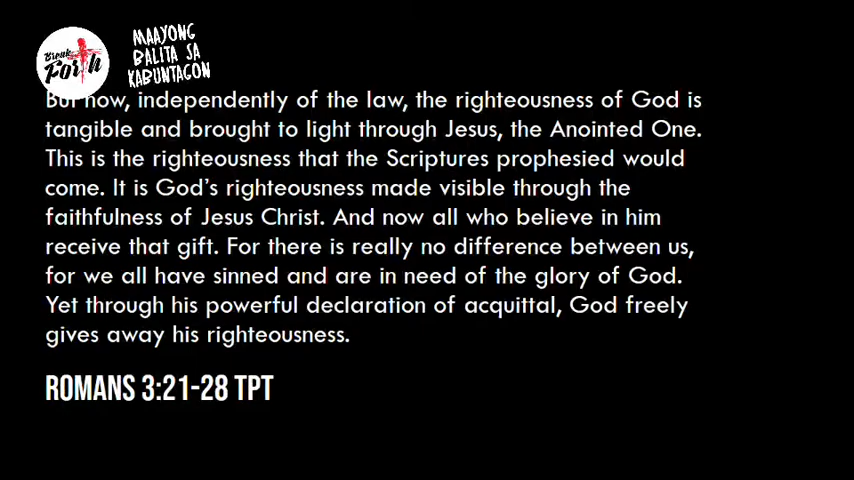 Break
Forth
MAAYONG
BALITA SA
KABUNTAGON
But now, independently of the law, the righteousness of God is
tangible and brought to light through Jesus, the Anointed One.
This is the righteousness that the Scriptures prophesied would
come. It is God’s righteousness made visible through the
faithfulness of Jesus Christ. And now all who believe in him
receive that gift. For there is really no difference between us,
for we all have sinned and are in need of the glory of God.
Yet through his powerful declaration of acquittal, God freely
gives away his righteousness.
ROMANS 3:21-28 TPT